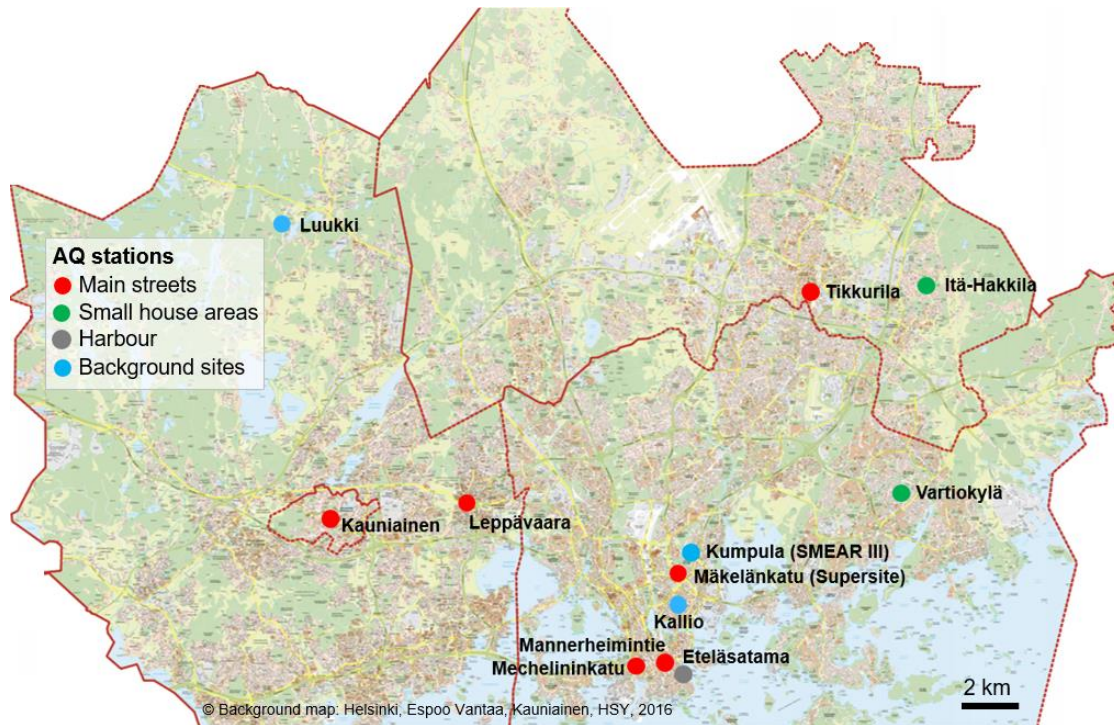 Luukki
AQ stations
Main streets
Small house areas
Harbour
Background sites
Tikkurila
Itä-Hakkila
Vartiokylä
Kauniainen
Leppävaara
Kumpula (SMEAR III)
Mäkelänkatu (Supersite)
Kallio
Mannerheimintie
Eteläsatama
Mechelininkatu
2 km
© Background map: Helsinki, Espoo Vantaa, Kauniainen, HSY, 2016